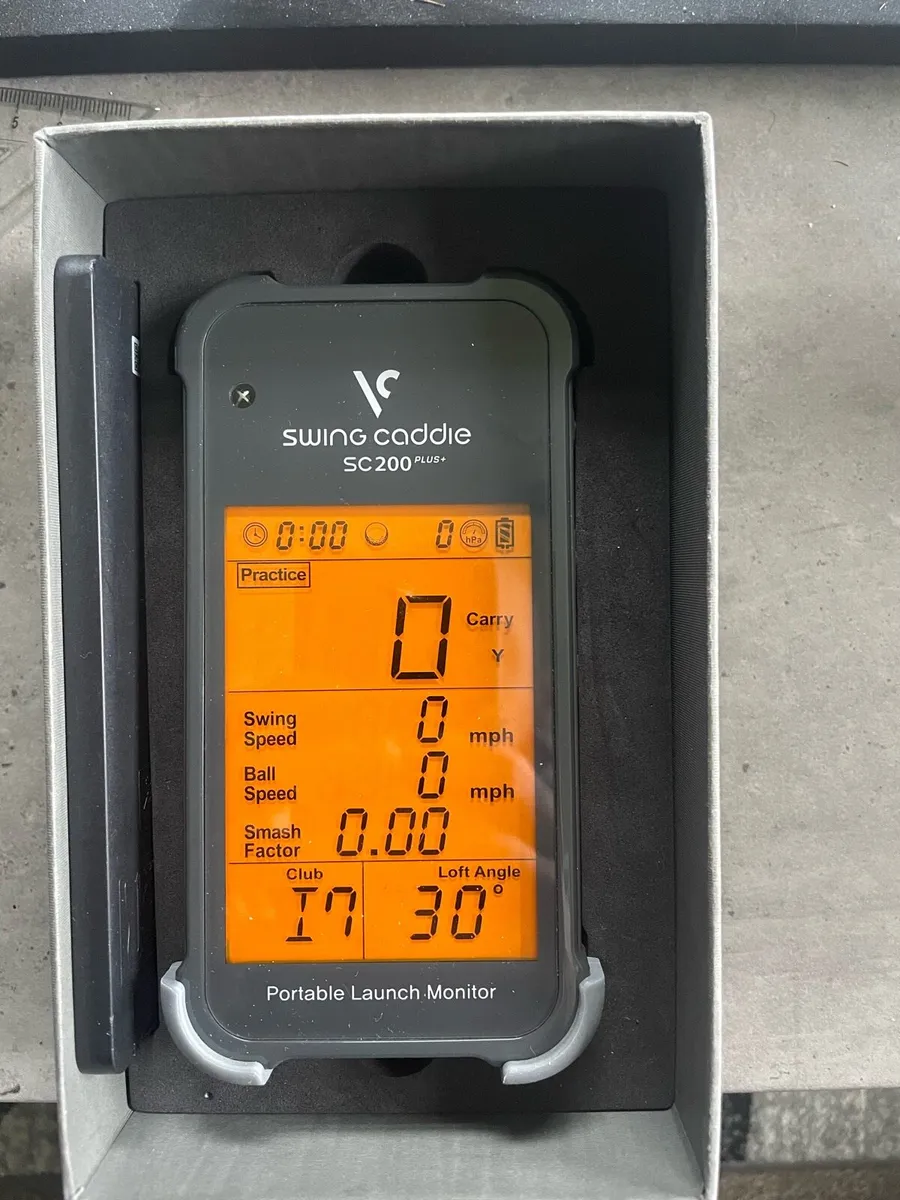 5
swing caddie
SC200 PLUS+
0:00 0 hPa
Practice
0 Carry
Y
Swing Speed 0 mph
Ball Speed 0 mph
Smash Factor 0.00
Club
I7
Loft Angle
30°
Portable Launch Monitor